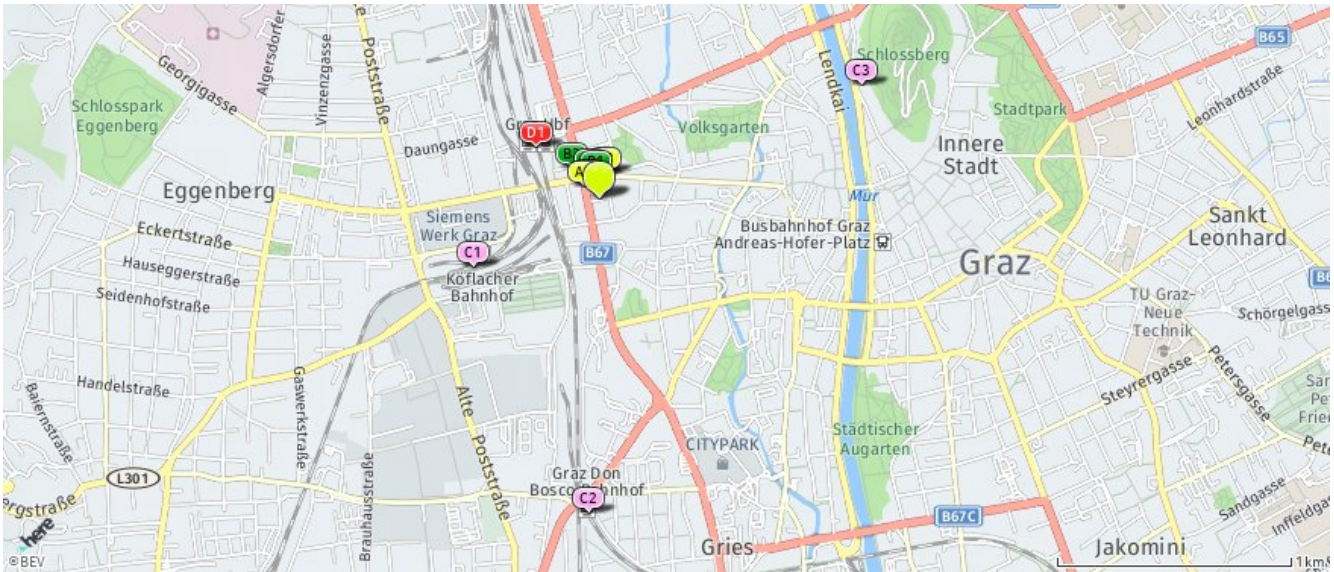 B65
Schlossberg
C3
Algersdorfer
Poststraße
Vinzenzgasse
Georgigasse
Lendkai
Leonhardstraße
Schlosspark
Eggenberg
Stadtpark
D1
Volksgarten
Daungasse
Innere
Stadt
B1
Eggenberg
Mur
Siemens
Werk Graz
Sankt
Leonhard
Eckertstraße
Busbahnhof Graz
Andreas-Hofer-Platz
C1
B67
Graz
Hauseggerstraße
Köflacher
Bahnhof
Seidenhofstraße
TU Graz-
Neue
Technik
Schörgelgass
Handelstraße
Petersgasse
Steyrergasse
Baiernstraße
Gaswerkstraße
Alte Poststraße
Städtischer
Augarten
CITYPARK
L301
Graz Don
Bosco Bahnhof
C2
ergstraße
Brauhausstraße
Sandgasse
B67C
Inffeldga
here
Gries
Jakomini
©BEV
1km